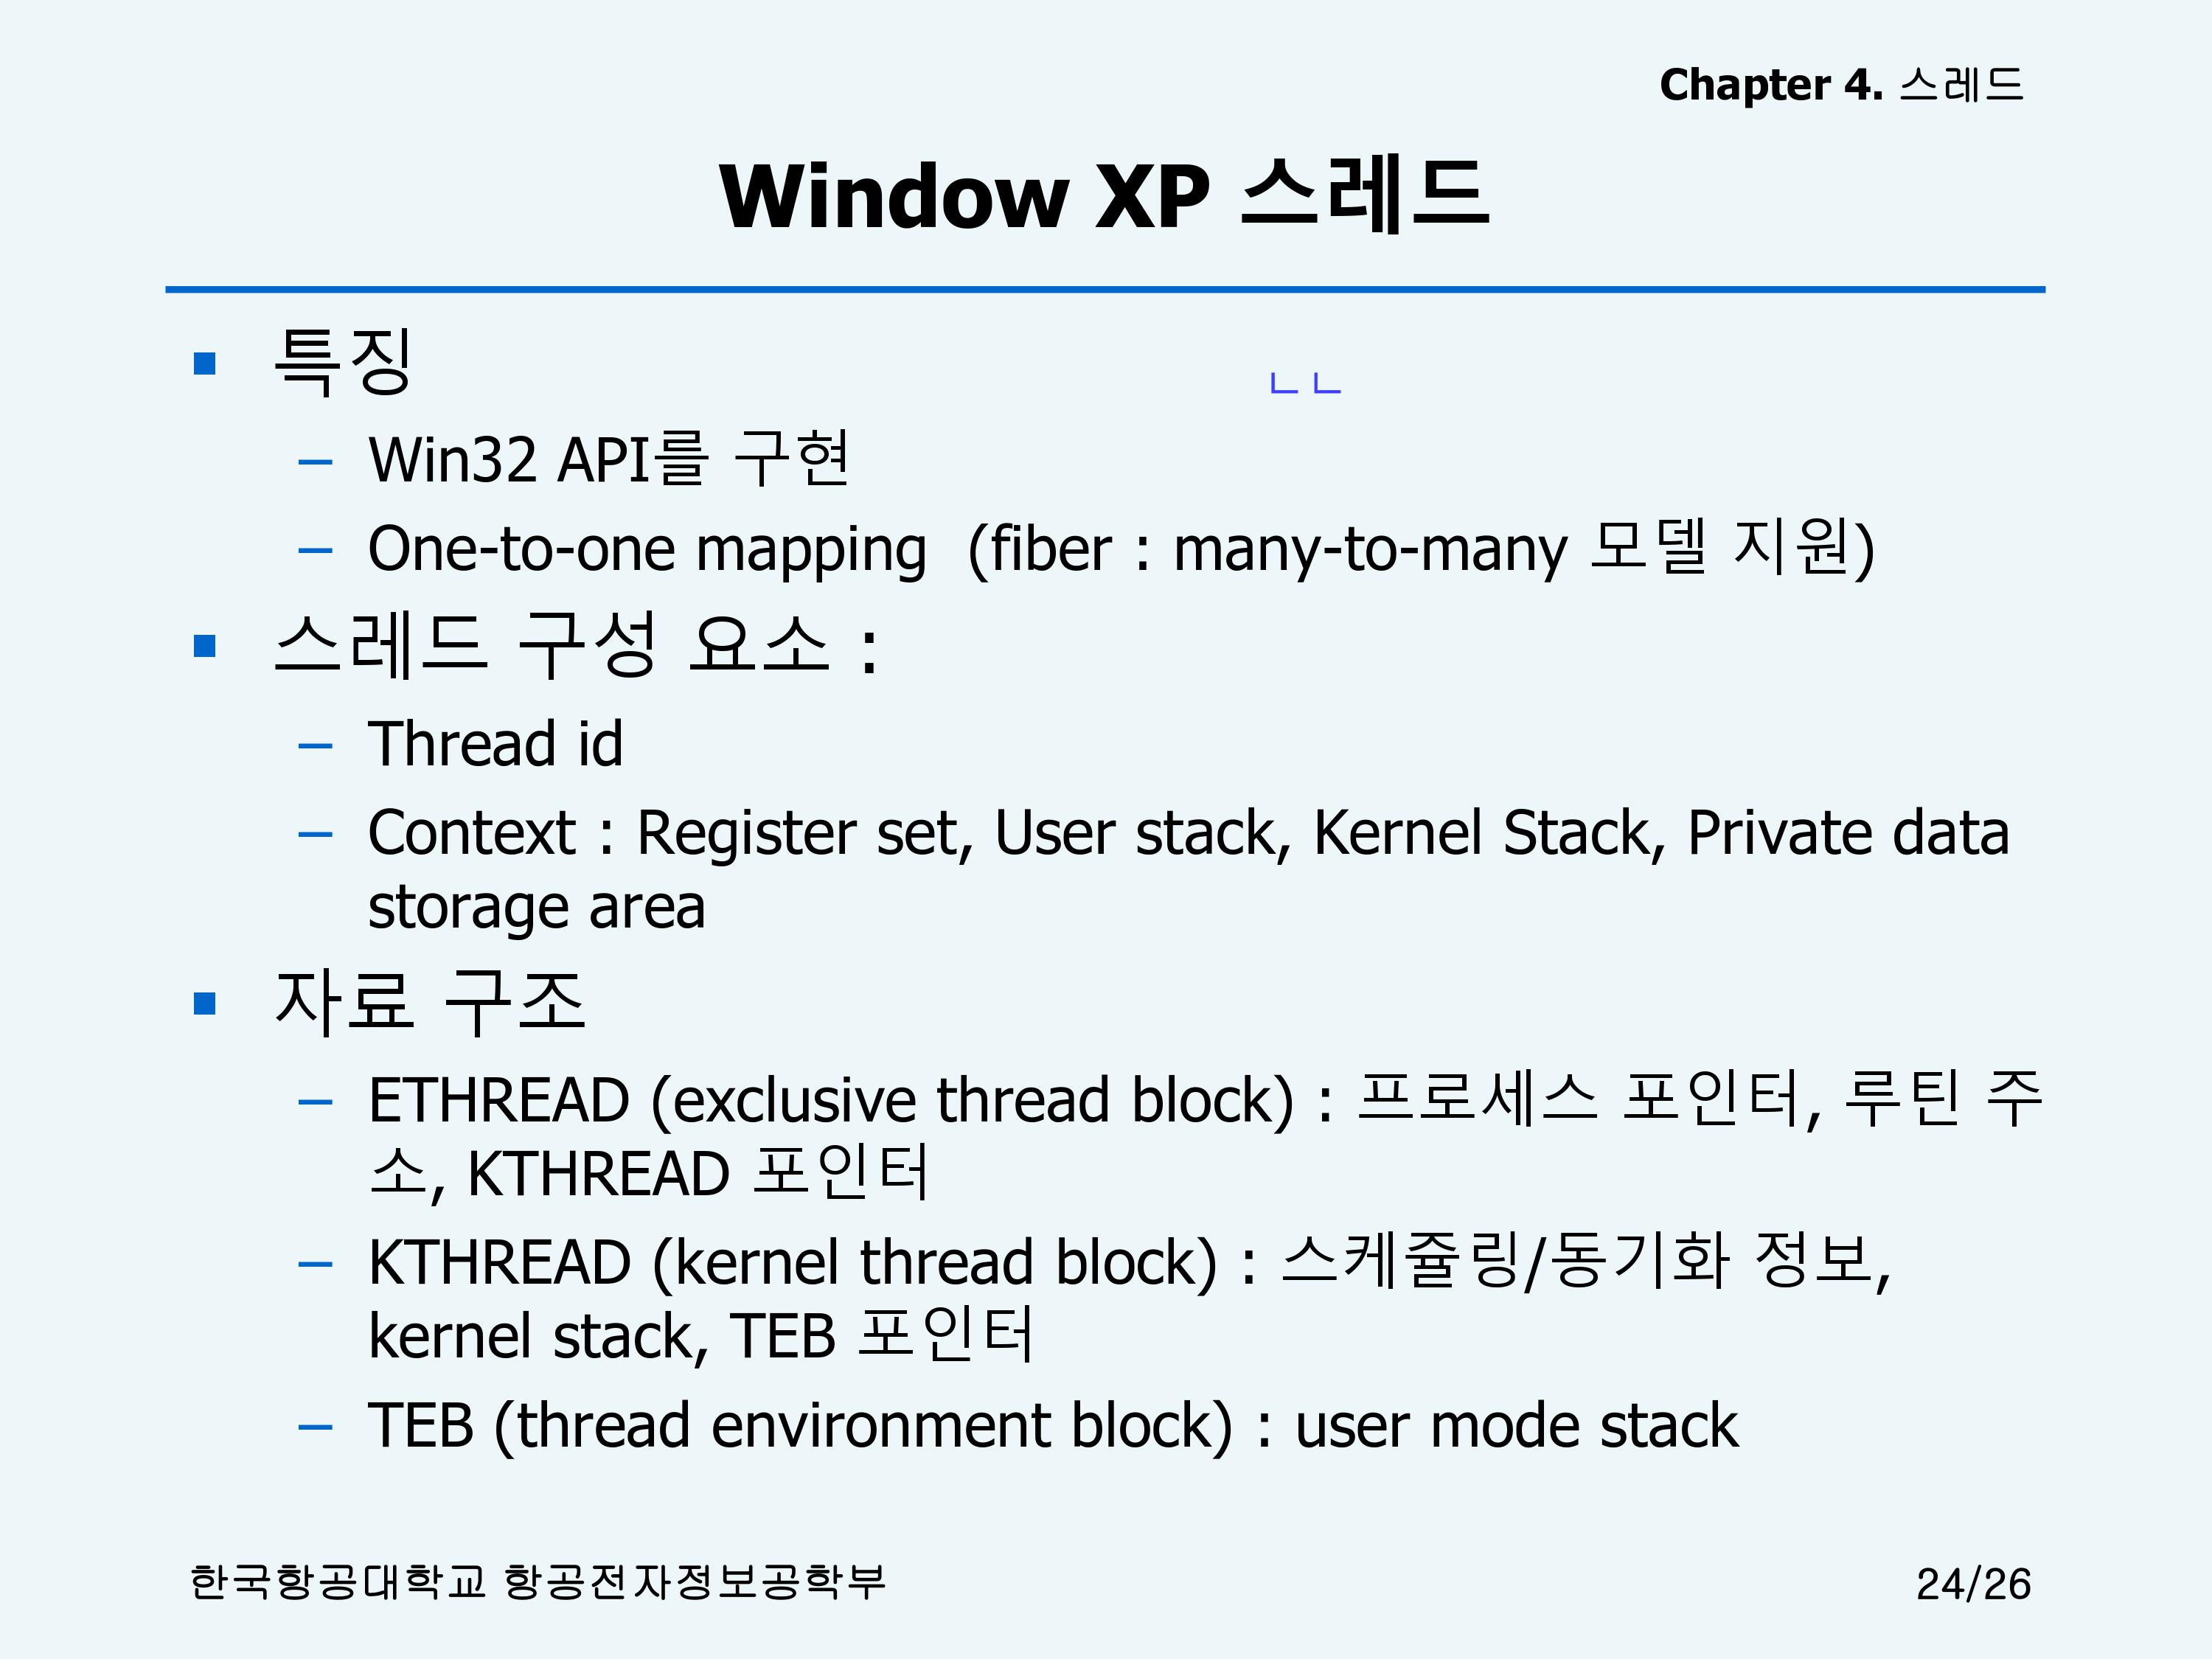 Chapter 4. 스레드
Window XP 스레드
▪ 특징
ㄴㄴ
– Win32 API를 구현
– One-to-one mapping  (fiber : many-to-many 모델 지원)
▪ 스레드 구성 요소 :
– Thread id
– Context : Register set, User stack, Kernel Stack, Private data
storage area
▪ 자료 구조
– ETHREAD (exclusive thread block) : 프로세스 포인터, 루틴 주
소, KTHREAD 포인터
– KTHREAD (kernel thread block) : 스케쥴링/동기화 정보,
kernel stack, TEB 포인터
– TEB (thread environment block) : user mode stack
한국항공대학교 항공전자정보공학부
24/26